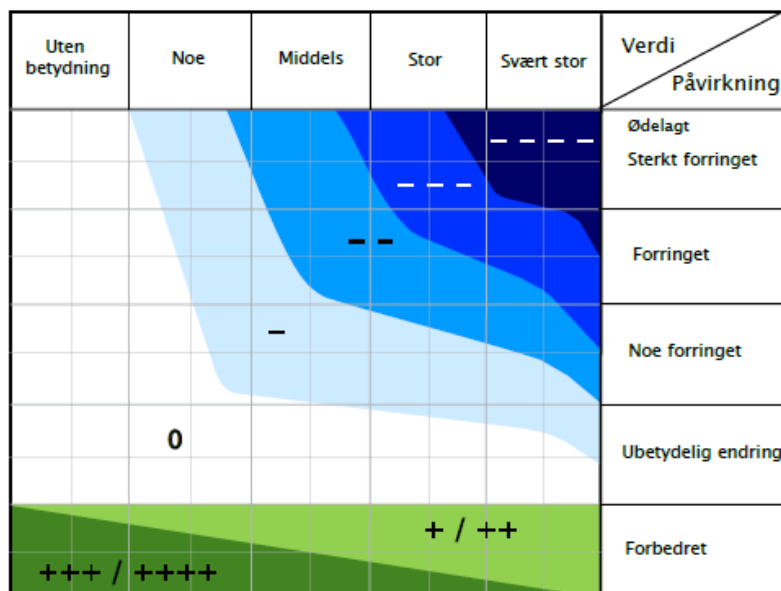 Uten
betydning
Noe
Middels
Stor
Svært stor
Verdi
Påvirkning
Ødelagt
Sterkt forringet
– – – –
– – –
Forringet
– –
–
Noe forringet
0
Ubetydelig endring
+ / ++
Forbedret
+++ / ++++